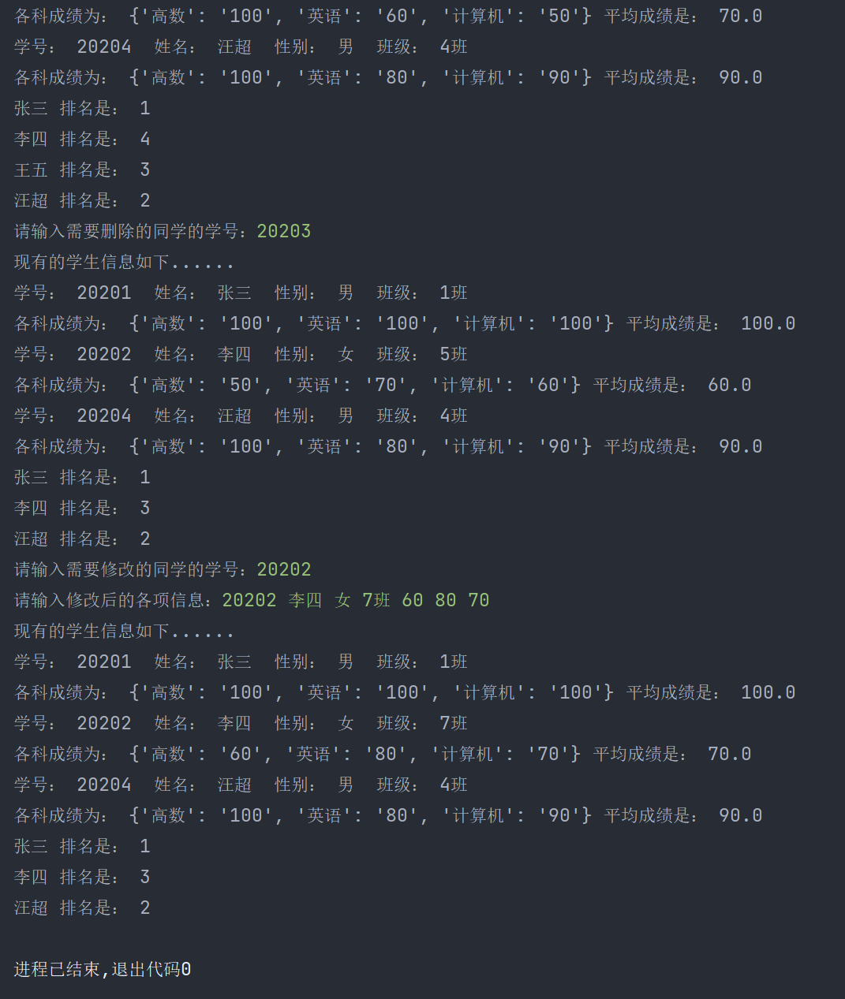 各科成绩为： {'高数': '100', '英语': '60', '计算机': '50'} 平均成绩是： 70.0
学号： 20204  姓名： 汪超  性别： 男  班级： 4班
各科成绩为： {'高数': '100', '英语': '80', '计算机': '90'} 平均成绩是： 90.0
张三 排名是： 1
李四 排名是： 4
王五 排名是： 3
汪超 排名是： 2
请输入需要删除的同学的学号：20203
现有的学生信息如下......
学号： 20201  姓名： 张三  性别： 男  班级： 1班
各科成绩为： {'高数': '100', '英语': '100', '计算机': '100'} 平均成绩是： 100.0
学号： 20202  姓名： 李四  性别： 女  班级： 5班
各科成绩为： {'高数': '50', '英语': '70', '计算机': '60'} 平均成绩是： 60.0
学号： 20204  姓名： 汪超  性别： 男  班级： 4班
各科成绩为： {'高数': '100', '英语': '80', '计算机': '90'} 平均成绩是： 90.0
张三 排名是： 1
李四 排名是： 3
汪超 排名是： 2
请输入需要修改的同学的学号：20202
请输入修改后的各项信息：20202 李四 女 7班 60 80 70
现有的学生信息如下......
学号： 20201  姓名： 张三  性别： 男  班级： 1班
各科成绩为： {'高数': '100', '英语': '100', '计算机': '100'} 平均成绩是： 100.0
学号： 20202  姓名： 李四  性别： 女  班级： 7班
各科成绩为： {'高数': '60', '英语': '80', '计算机': '70'} 平均成绩是： 70.0
学号： 20204  姓名： 汪超  性别： 男  班级： 4班
各科成绩为： {'高数': '100', '英语': '80', '计算机': '90'} 平均成绩是： 90.0
张三 排名是： 1
李四 排名是： 3
汪超 排名是： 2
进程已结束,退出代码0